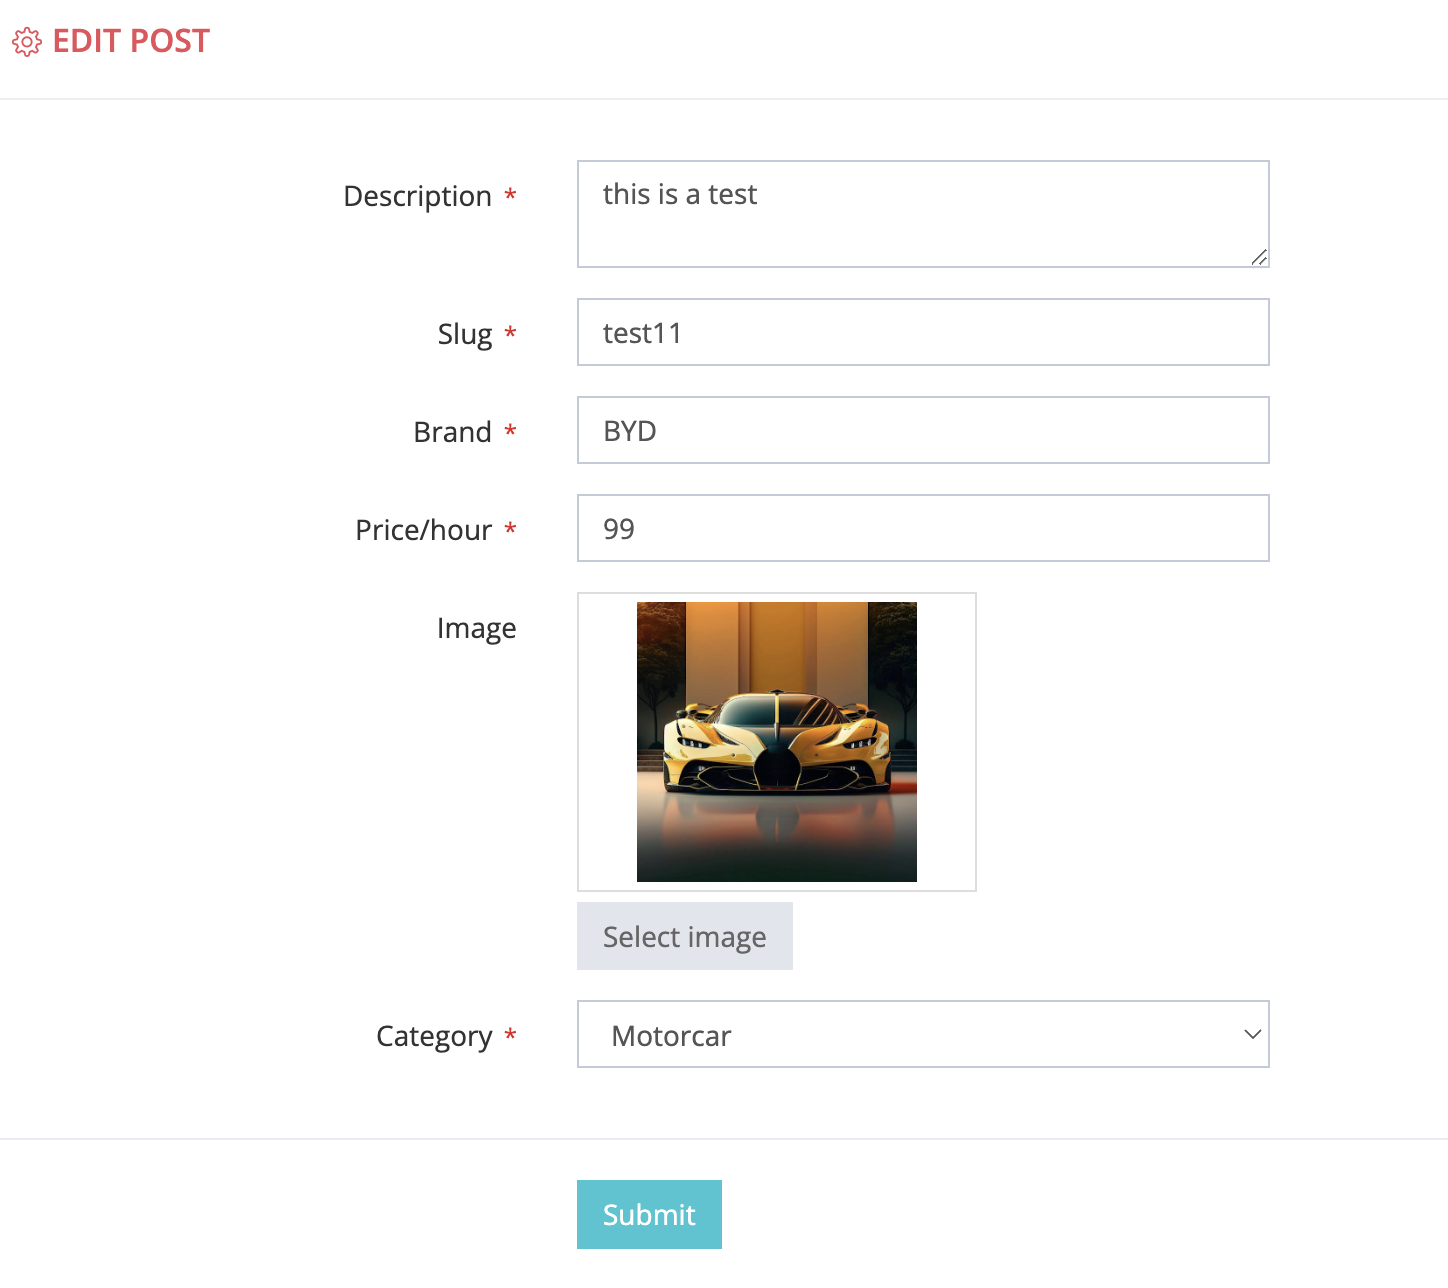 EDIT POST
Description *
this is a test
Slug *
test11
Brand *
BYD
Price/hour *
99
Image
Select image
Category *
Motorcar
Submit